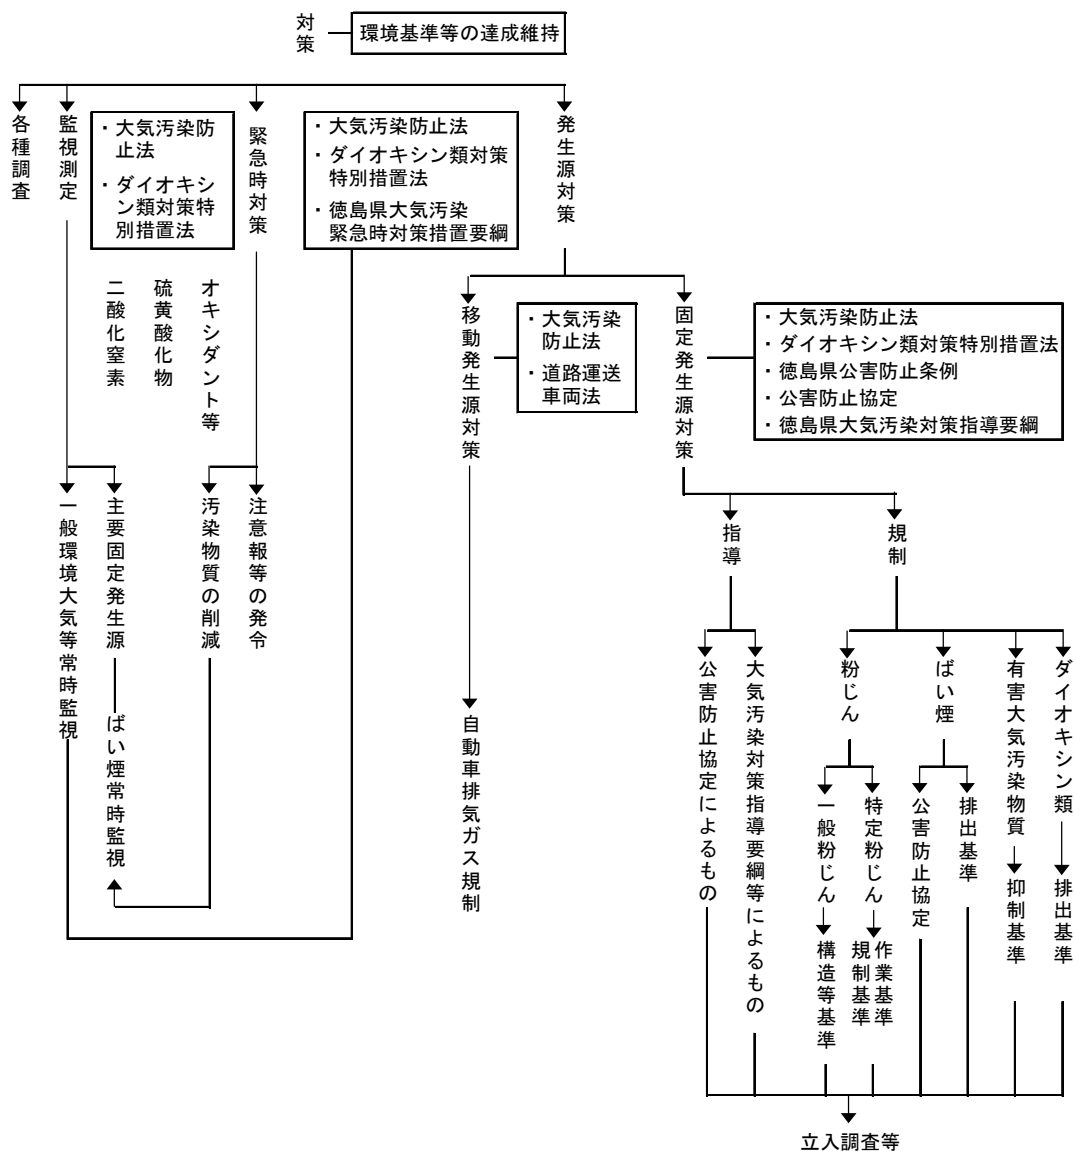 対策
環境基準等の達成維持
各種調査
監視測定
・大気汚染防
止法
・ダイオキシ
ン類対策特
別措置法
緊急時対策
・大気汚染防止法
・ダイオキシン類対策
特別措置法
・徳島県大気汚染
緊急時対策措置要綱
発生源対策
二酸化窒素
硫黄酸化物
オキシダント等
移動発生源対策
・大気汚染
防止法
・道路運送
車両法
固定発生源対策
・大気汚染防止法
・ダイオキシン類対策特別措置法
・徳島県公害防止条例
・公害防止協定
・徳島県大気汚染対策指導要綱
一般環境大気等常時監視
主要固定発生源
ばい煙常時監視
汚染物質の削減
注意報等の発令
自動車排気ガス規制
指導
規制
公害防止協定によるもの
大気汚染対策指導要綱等によるもの
粉じん
ばい煙
有害大気汚染物質
ダイオキシン類
一般粉じん
特定粉じん
公害防止協定
排出基準
抑制基準
排出基準
構造等基準
規制基準
作業基準
立入調査等